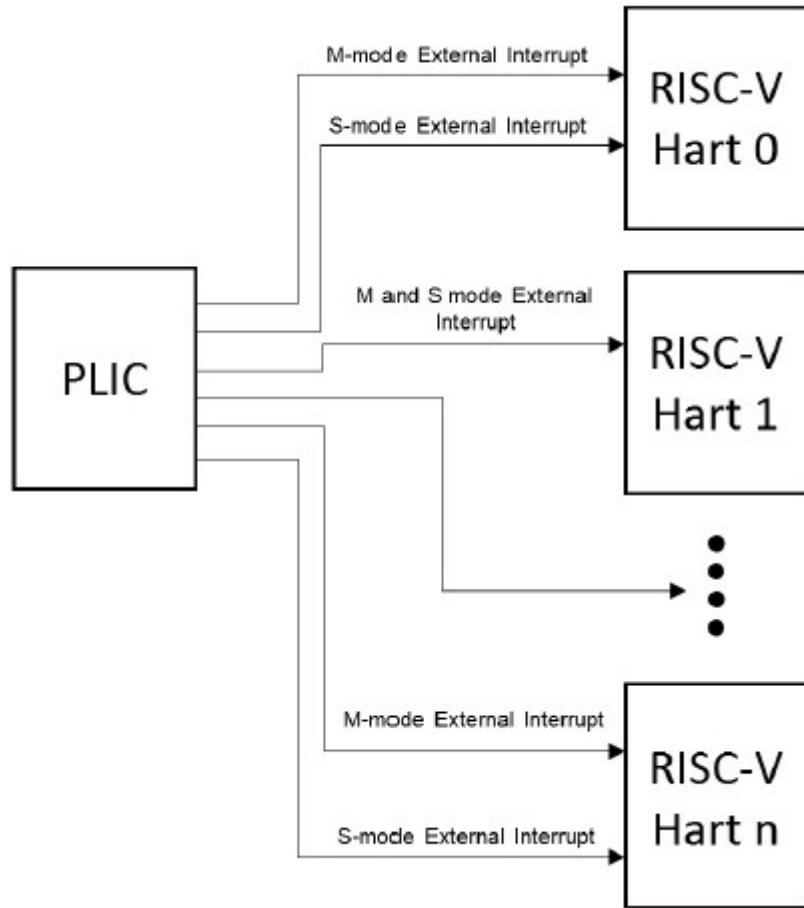 M-mode External Interrupt
RISC-V
Hart 0
S-mode External Interrupt
PLIC
M and S mode External
Interrupt
RISC-V
Hart 1
M-mode External Interrupt
RISC-V
Hart n
S-mode External Interrupt